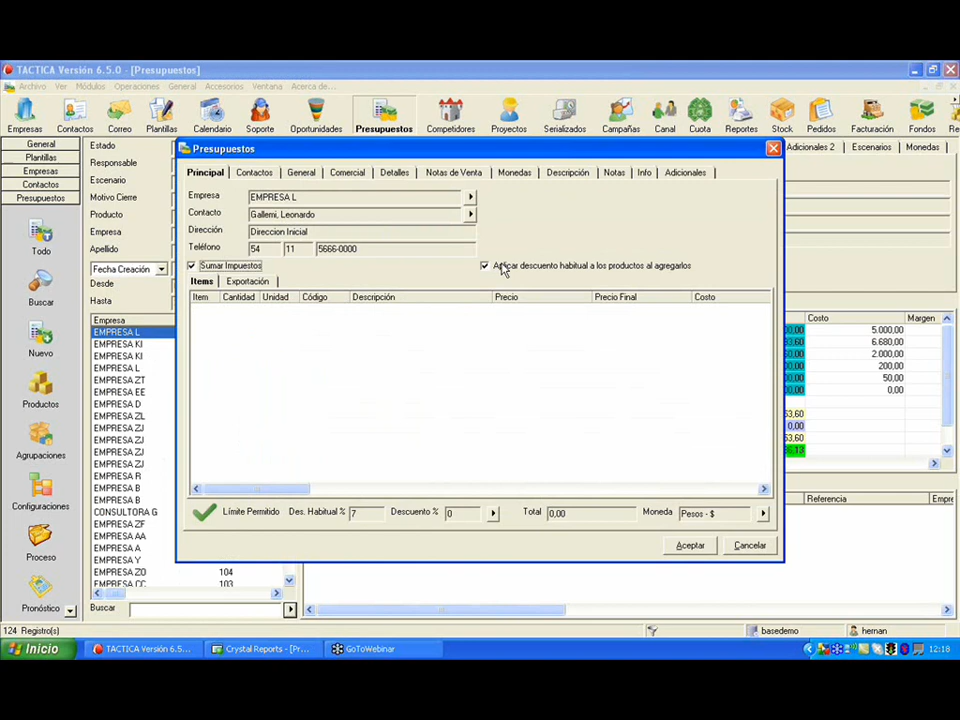 TACTICA Versión 6.5.0 - [Presupuestos]
Archivo Ver Módulos Operaciones General Accesorios Ventana Acerca de...
Empresas Contactos Correo Plantillas Calendario Soporte Oportunidades Presupuestos Competidores Proyectos Serializados Campañas Canal Cuota Reportes Stock Pedidos Facturación Fondos
General
Plantillas
Empresas
Contactos
Presupuestos
Todo
Buscar
Nuevo
Productos
Agrupaciones
Configuraciones
Proceso
Pronóstico
Estado
Responsable
Escenario
Motivo Cierre
Producto
Empresa
Apellido
Fecha Creación
Desde
Hasta
Empresa
EMPRESA L
EMPRESA KI
EMPRESA KI
EMPRESA L
EMPRESA ZT
EMPRESA EE
EMPRESA D
EMPRESA ZL
EMPRESA ZJ
EMPRESA ZJ
EMPRESA ZJ
EMPRESA ZJ
EMPRESA R
EMPRESA B
EMPRESA B
CONSULTORA G
EMPRESA ZF
EMPRESA AA
EMPRESA A
EMPRESA Y
EMPRESA ZO 104
EMPRESA CC 103
Buscar
124 Registro(s)
Presupuestos
Principal Contactos General Comercial Detalles Notas de Venta Monedas Descripción Notas Info Adicionales
Empresa EMPRESA L
Contacto Gallemi, Leonardo
Dirección Direccion Inicial
Teléfono 54 11 5666-0000
Sumar Impuestos
descuento habitual a los productos al agregarlos
Items Exportación
Item Cantidad Unidad Código Descripción Precio Precio Final Costo
Límite Permitido Des. Habitual % 7 Descuento % 0 Total 0,00 Moneda Pesos - $
Aceptar Cancelar
Adicionales 2 Escenarios Monedas
Costo Margen
5.000,00
6.680,00
2.000,00
200,00
50,00
0,00
0,00
Referencia Empre
basedemo hernan
Inicio TACTICA Versión 6.5.... Crystal Reports - [Pr... GoToWebinar 12:18